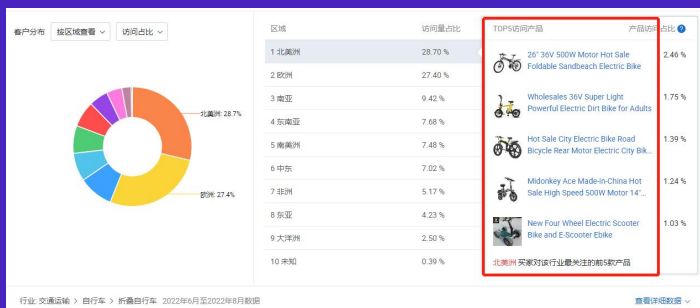 客户分布 按区域查看 访问占比
北美洲: 28.7%
欧洲: 27.4%
区域 访问量占比
1 北美洲 28.70 %
2 欧洲 27.40 %
3 南亚 9.42 %
4 东南亚 7.68 %
5 南美洲 7.48 %
6 中东 7.02 %
7 非洲 5.17 %
8 东亚 4.23 %
9 大洋洲 2.50 %
10 未知 0.39 %
TOP5访问产品 产品访问占比
26" 36V 500W Motor Hot Sale 2.46 %
Foldable Sandbeach Electric Bike
Wholesales 36V Super Light 1.75 %
Powerful Electric Dirt Bike for Adults
Hot Sale City Electric Bike Road 1.39 %
Bicycle Rear Motor Electric City Bik...
Midonkey Ace Made-in-China Hot 1.24 %
Sale High Speed 500W Motor 14"...
New Four Wheel Electric Scooter 1.03 %
Bike and E-Scooter Ebike
北美洲 买家对该行业最关注的前5款产品
行业: 交通运输 > 自行车 > 折叠自行车 2022年6月至2022年8月数据 查看详细数据